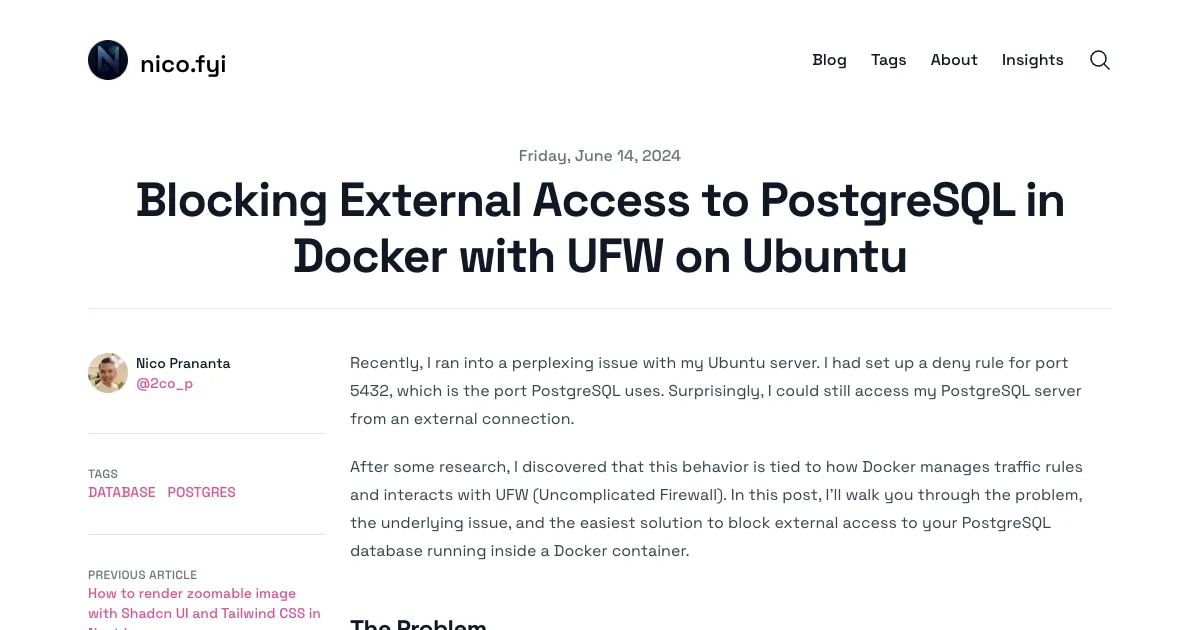 nico.fyi
Blog Tags About Insights
Friday, June 14, 2024
Blocking External Access to PostgreSQL in
Docker with UFW on Ubuntu
Nico Prananta
@2co_p
TAGS
DATABASE POSTGRES
PREVIOUS ARTICLE
How to render zoomable image
with Shadcn UI and Tailwind CSS in
Recently, I ran into a perplexing issue with my Ubuntu server. I had set up a deny rule for port
5432, which is the port PostgreSQL uses. Surprisingly, I could still access my PostgreSQL server
from an external connection.
After some research, I discovered that this behavior is tied to how Docker manages traffic rules
and interacts with UFW (Uncomplicated Firewall). In this post, I'll walk you through the problem,
the underlying issue, and the easiest solution to block external access to your PostgreSQL
database running inside a Docker container.
The Problem